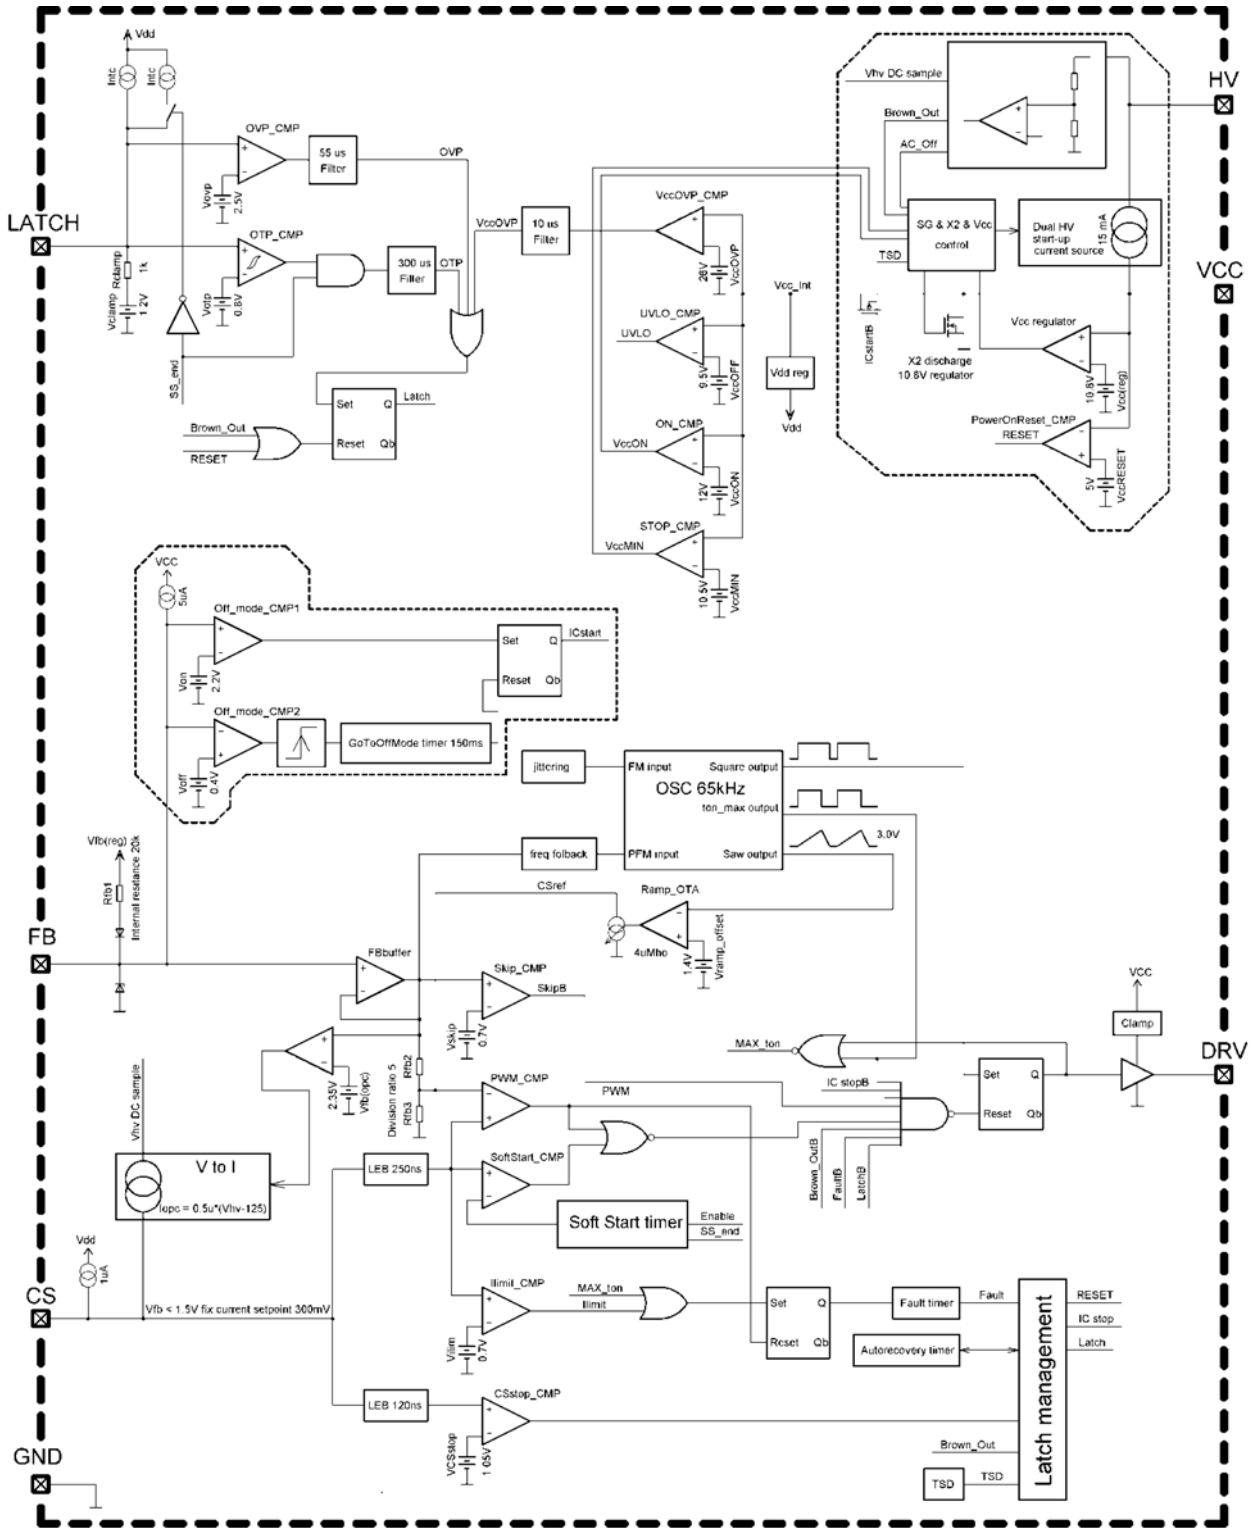 Vdd
Intc
Intc
OVP_CMP
55 us
Filter
OVP
Vovp
2.5V
LATCH
OTP_CMP
300 us
Filter
OTP
Rclamp
1k
Vclamp
1.2V
Votp
0.8V
SS_end
Set
Q
Latch
Reset
Qb
Brown_Out
RESET
VccOVP
10 us
Filter
VccOVP_CMP
26V
VccOVP
UVLO
UVLO_CMP
9.5V
VccOFF
VccON
ON_CMP
12V
VccON
VccMIN
STOP_CMP
10.5V
VccMIN
Vcc_Int
Vdd reg
Vdd
Vhv DC sample
Brown_Out
AC_Off
HV
SG & X2 & Vcc
control
TSD
Dual HV
start-up
current source
15 mA
VCC
ICstartB
X2 discharge
10.8V regulator
Vcc regulator
10.8V
Vcc(reg)
PowerOnReset_CMP
RESET
5V
VccRESET
VCC
5uA
Off_mode_CMP1
Von
2.2V
Set
Q
ICstart
Reset
Qb
Off_mode_CMP2
GoToOffMode timer 150ms
Voff
0.4V
jittering
FM input
Square output
OSC 65kHz
ton_max output
freq folback
PFM input
Saw output
3.0V
Vfb(reg)
Rfb1
Internal resitance 20k
FB
CSref
Ramp_OTA
4uMho
1.4V
Vramp_offset
FBbuffer
Skip_CMP
SkipB
Vskip
0.7V
2.35V
Vfb(opc)
Rfb2
Division ratio 5
Rfb3
PWM_CMP
PWM
MAX_ton
IC stopB
Brown_OutB
FaultB
LatchB
Set
Q
Reset
Qb
VCC
Clamp
DRV
Vhv DC sample
V to I
Iopc = 0.5u*(Vhv-125)
LEB 250ns
SoftStart_CMP
Soft Start timer
Enable
SS_end
Vdd
1uA
CS
Vfb < 1.5V fix current setpoint 300mV
Ilimit_CMP
MAX_ton
Ilimit
Vilim
0.7V
Set
Q
Reset
Qb
Fault timer
Fault
Autorecovery timer
Latch management
RESET
IC stop
Latch
LEB 120ns
CSstop_CMP
VCSstop
1.05V
Brown_Out
TSD
TSD
GND